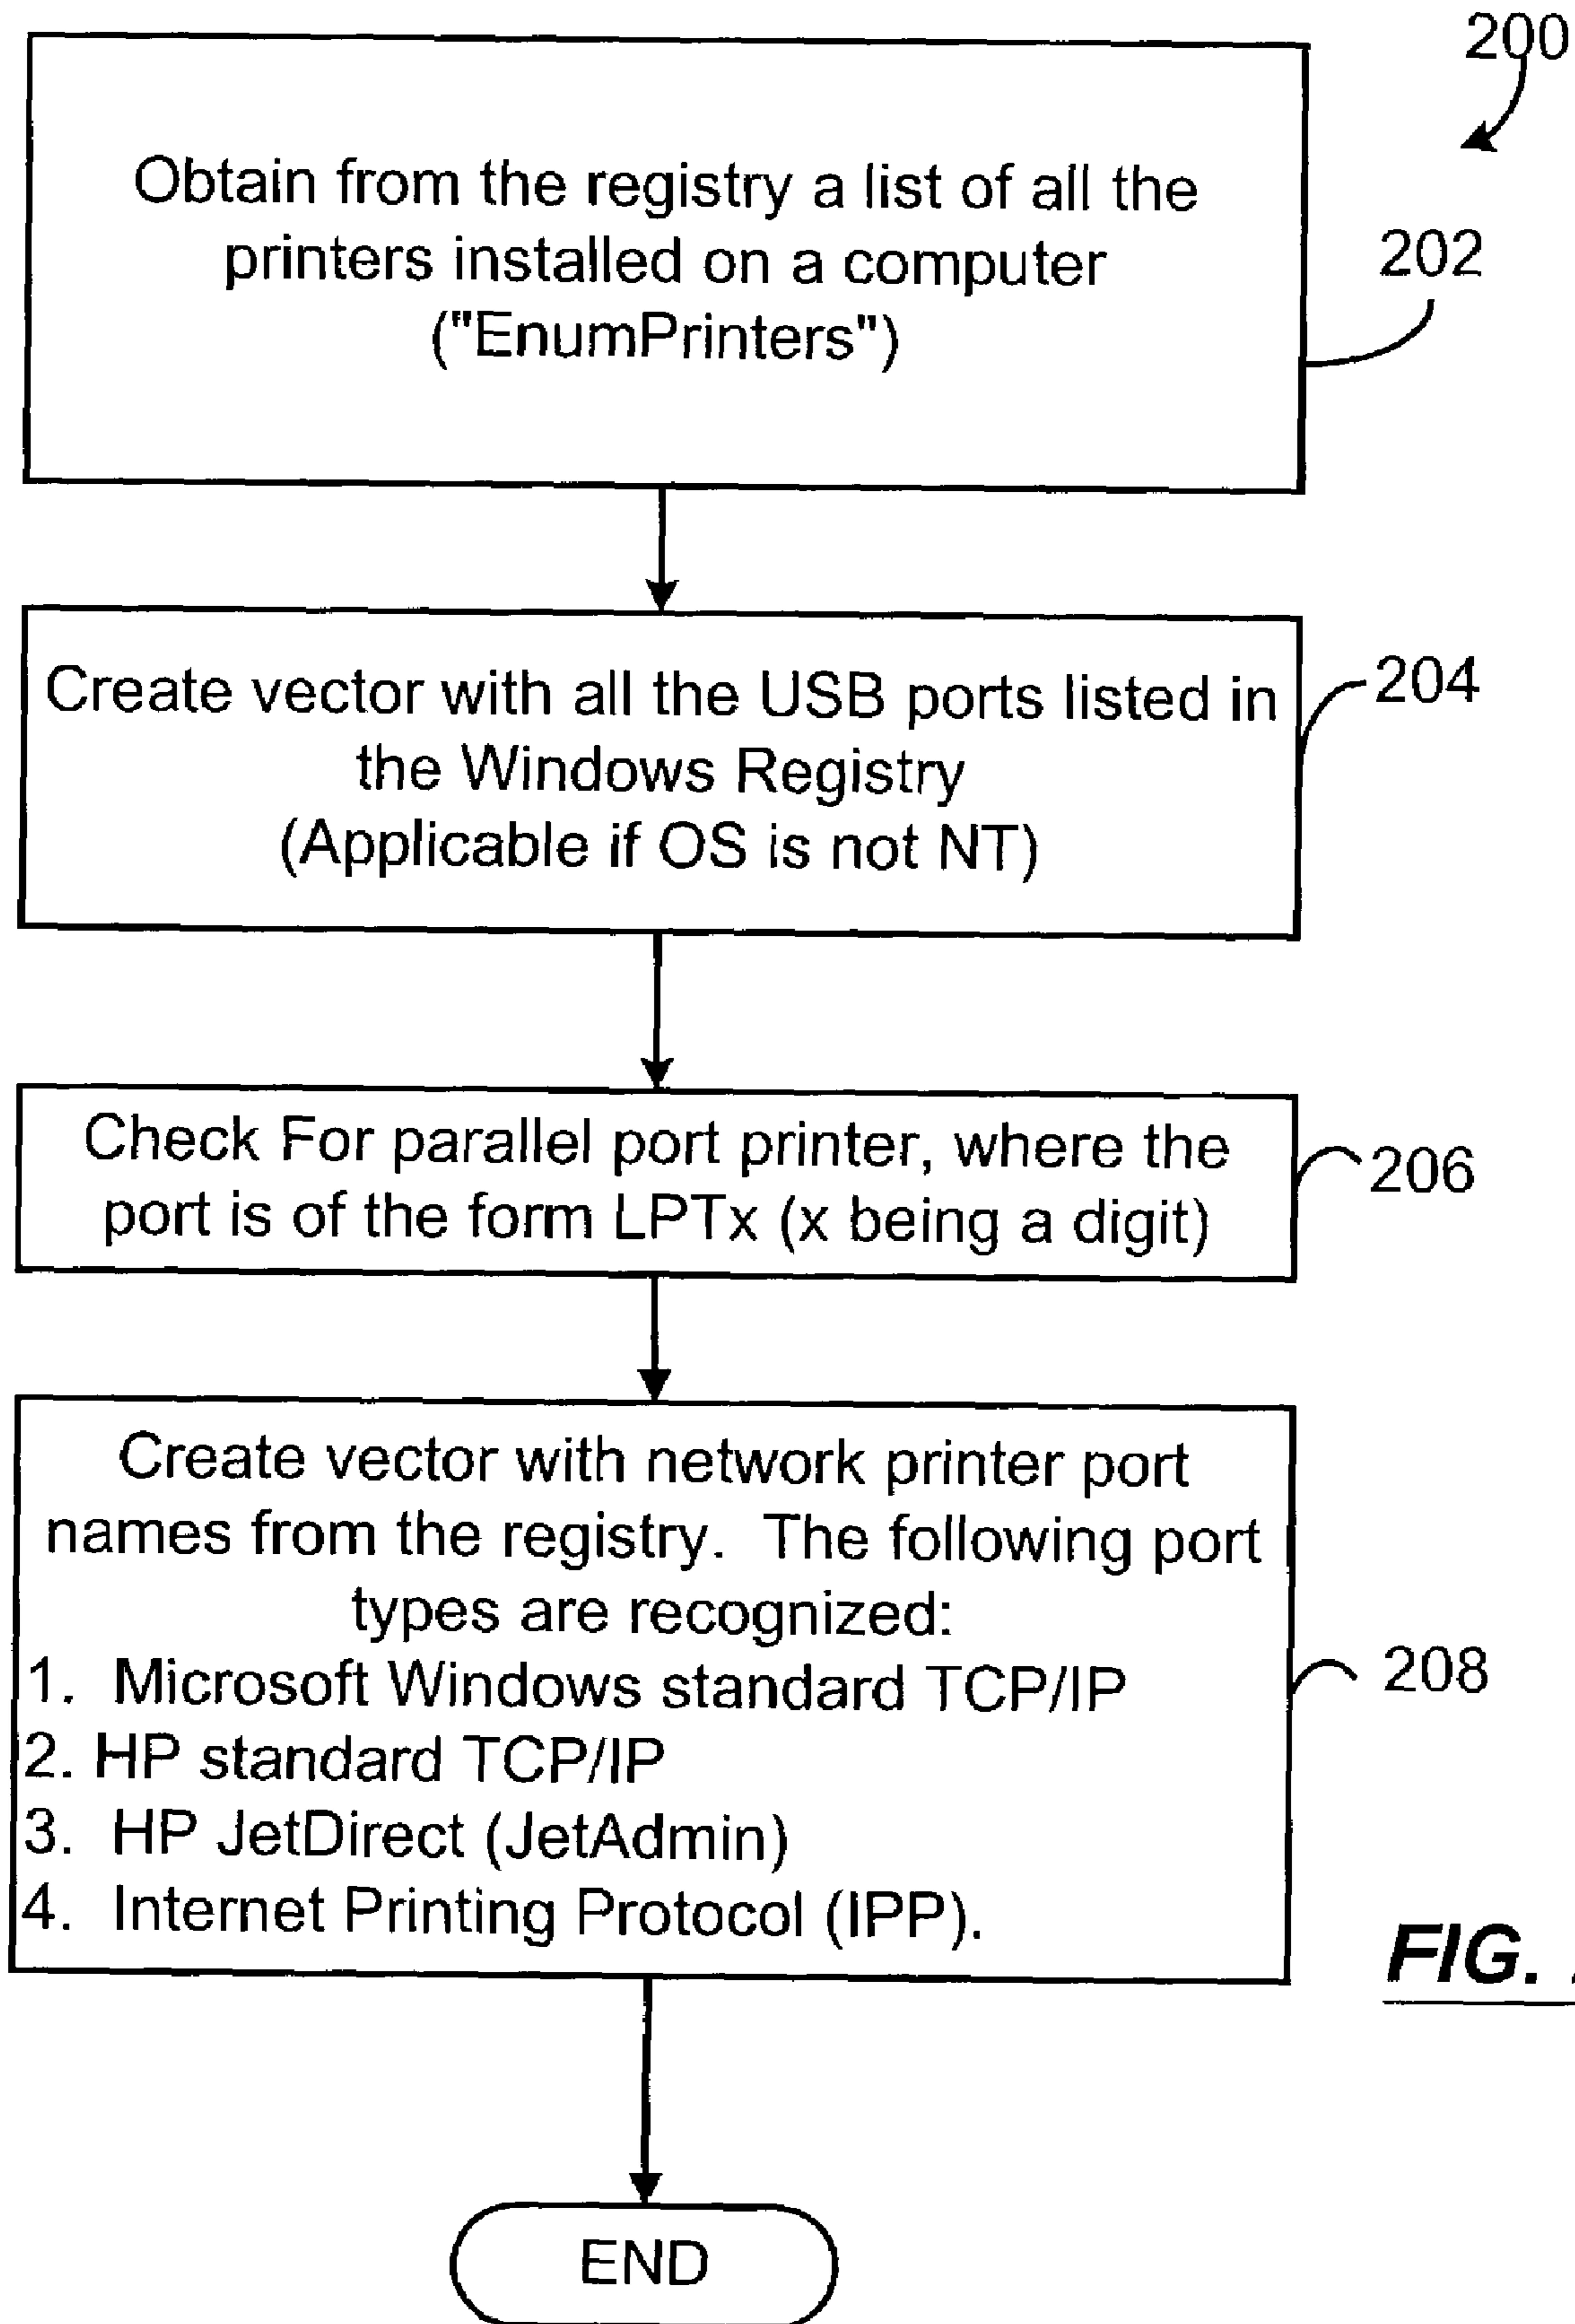 200
Obtain from the registry a list of all the
printers installed on a computer
("EnumPrinters")
202
Create vector with all the USB ports listed in
the Windows Registry
(Applicable if OS is not NT)
204
Check For parallel port printer, where the
port is of the form LPTx (x being a digit)
206
Create vector with network printer port
names from the registry. The following port
types are recognized:
1. Microsoft Windows standard TCP/IP
2. HP standard TCP/IP
3. HP JetDirect (JetAdmin)
4. Internet Printing Protocol (IPP).
208
FIG.
END